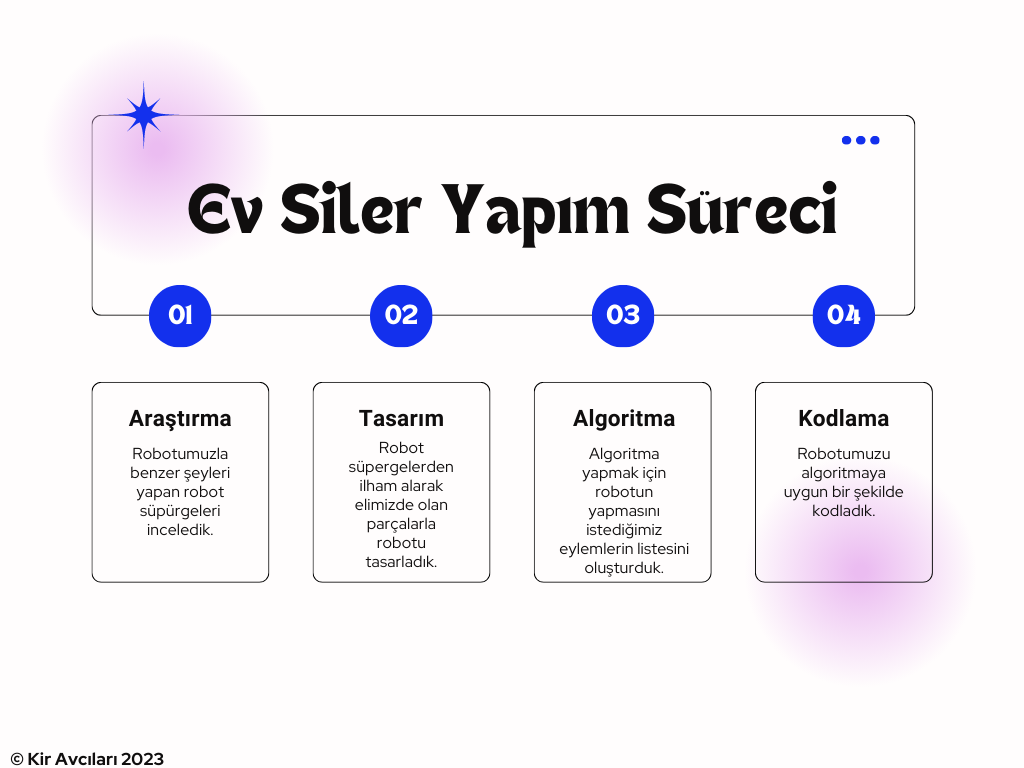 Ev Siler Yapım Süreci
01
02
03
04
Araştırma
Robotumuzla
benzer şeyleri
yapan robot
süpürgeleri
inceledik.
Tasarım
Robot
süpergelerden
ilham alarak
elimizde olan
parçalarla
robotu
tasarladık.
Algoritma
Algoritma
yapmak için
robotun
yapmasını
istediğimiz
eylemlerin listesini
oluşturduk.
Kodlama
Robotumuzu
algoritmaya
uygun bir şekilde
kodladık.
© Kir Avcıları 2023